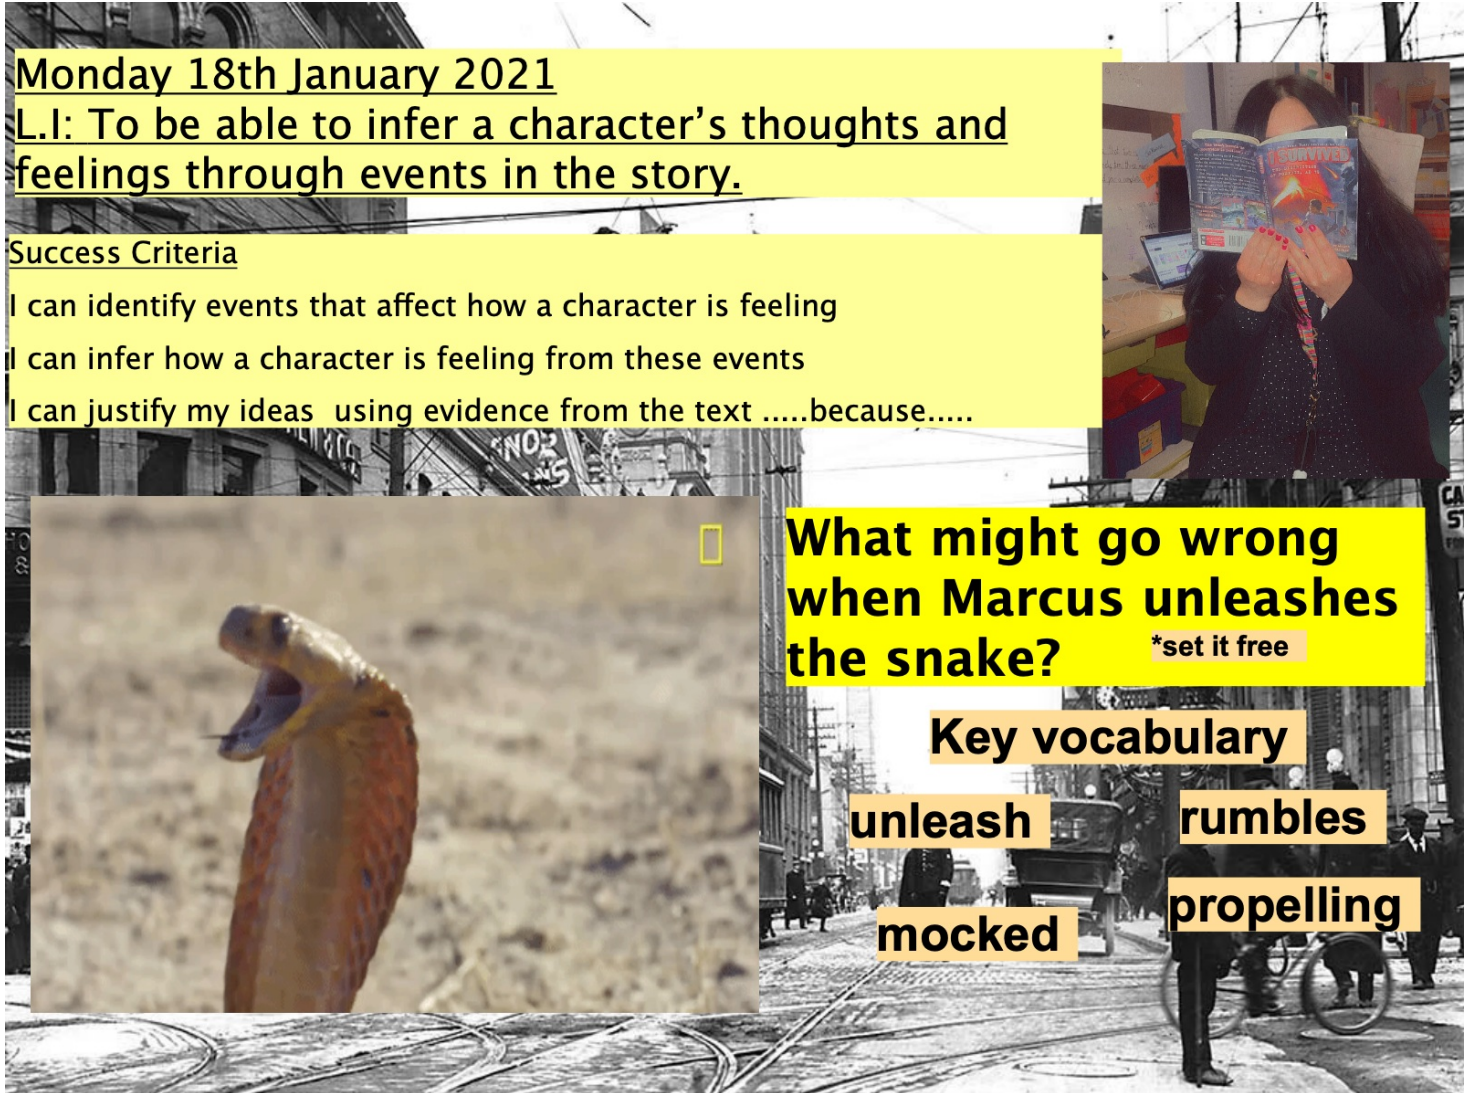 Monday 18th January 2021
L.I: To be able to infer a character’s thoughts and
feelings through events in the story.
Success Criteria
I can identify events that affect how a character is feeling
I can infer how a character is feeling from these events
I can justify my ideas  using evidence from the text .....because.....
SURVIVED
What might go wrong
when Marcus unleashes
the snake?
*set it free
Key vocabulary
unleash
rumbles
mocked
propelling